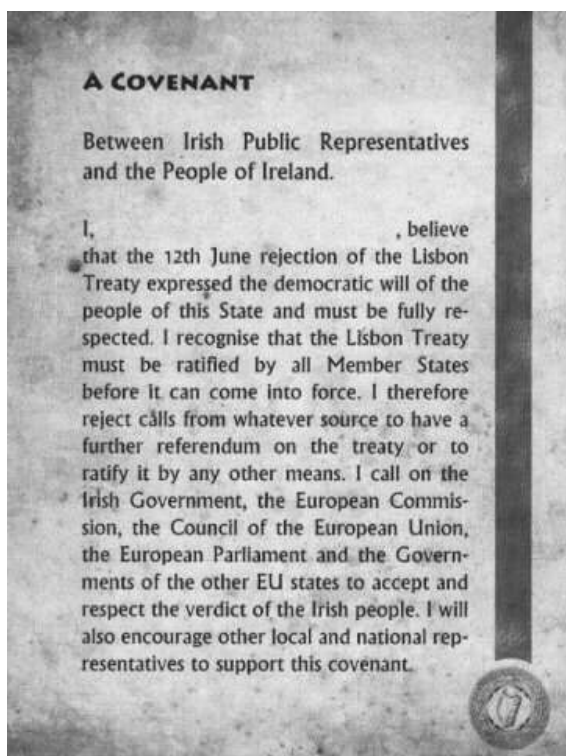 A COVENANT
Between Irish Public Representatives
and the People of Ireland.
I, , believe
that the 12th June rejection of the Lisbon
Treaty expressed the democratic will of the
people of this State and must be fully re-
spected. I recognise that the Lisbon Treaty
must be ratified by all Member States
before it can come into force. I therefore
reject calls from whatever source to have a
further referendum on the treaty or to
ratify it by any other means. I call on the
Irish Government, the European Commis-
sion, the Council of the European Union,
the European Parliament and the Govern-
ments of the other EU states to accept and
respect the verdict of the Irish people. I will
also encourage other local and national rep-
resentatives to support this covenant.